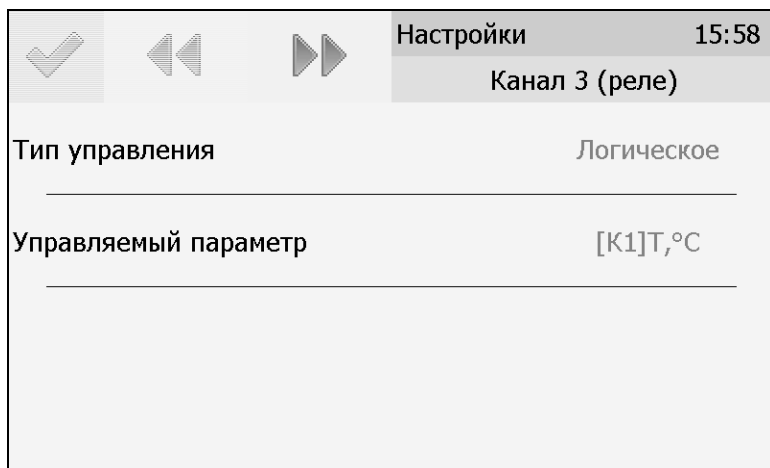 Настройки 15:58
Канал 3 (реле)
Тип управления Логическое
Управляемый параметр [К1]Т,°С